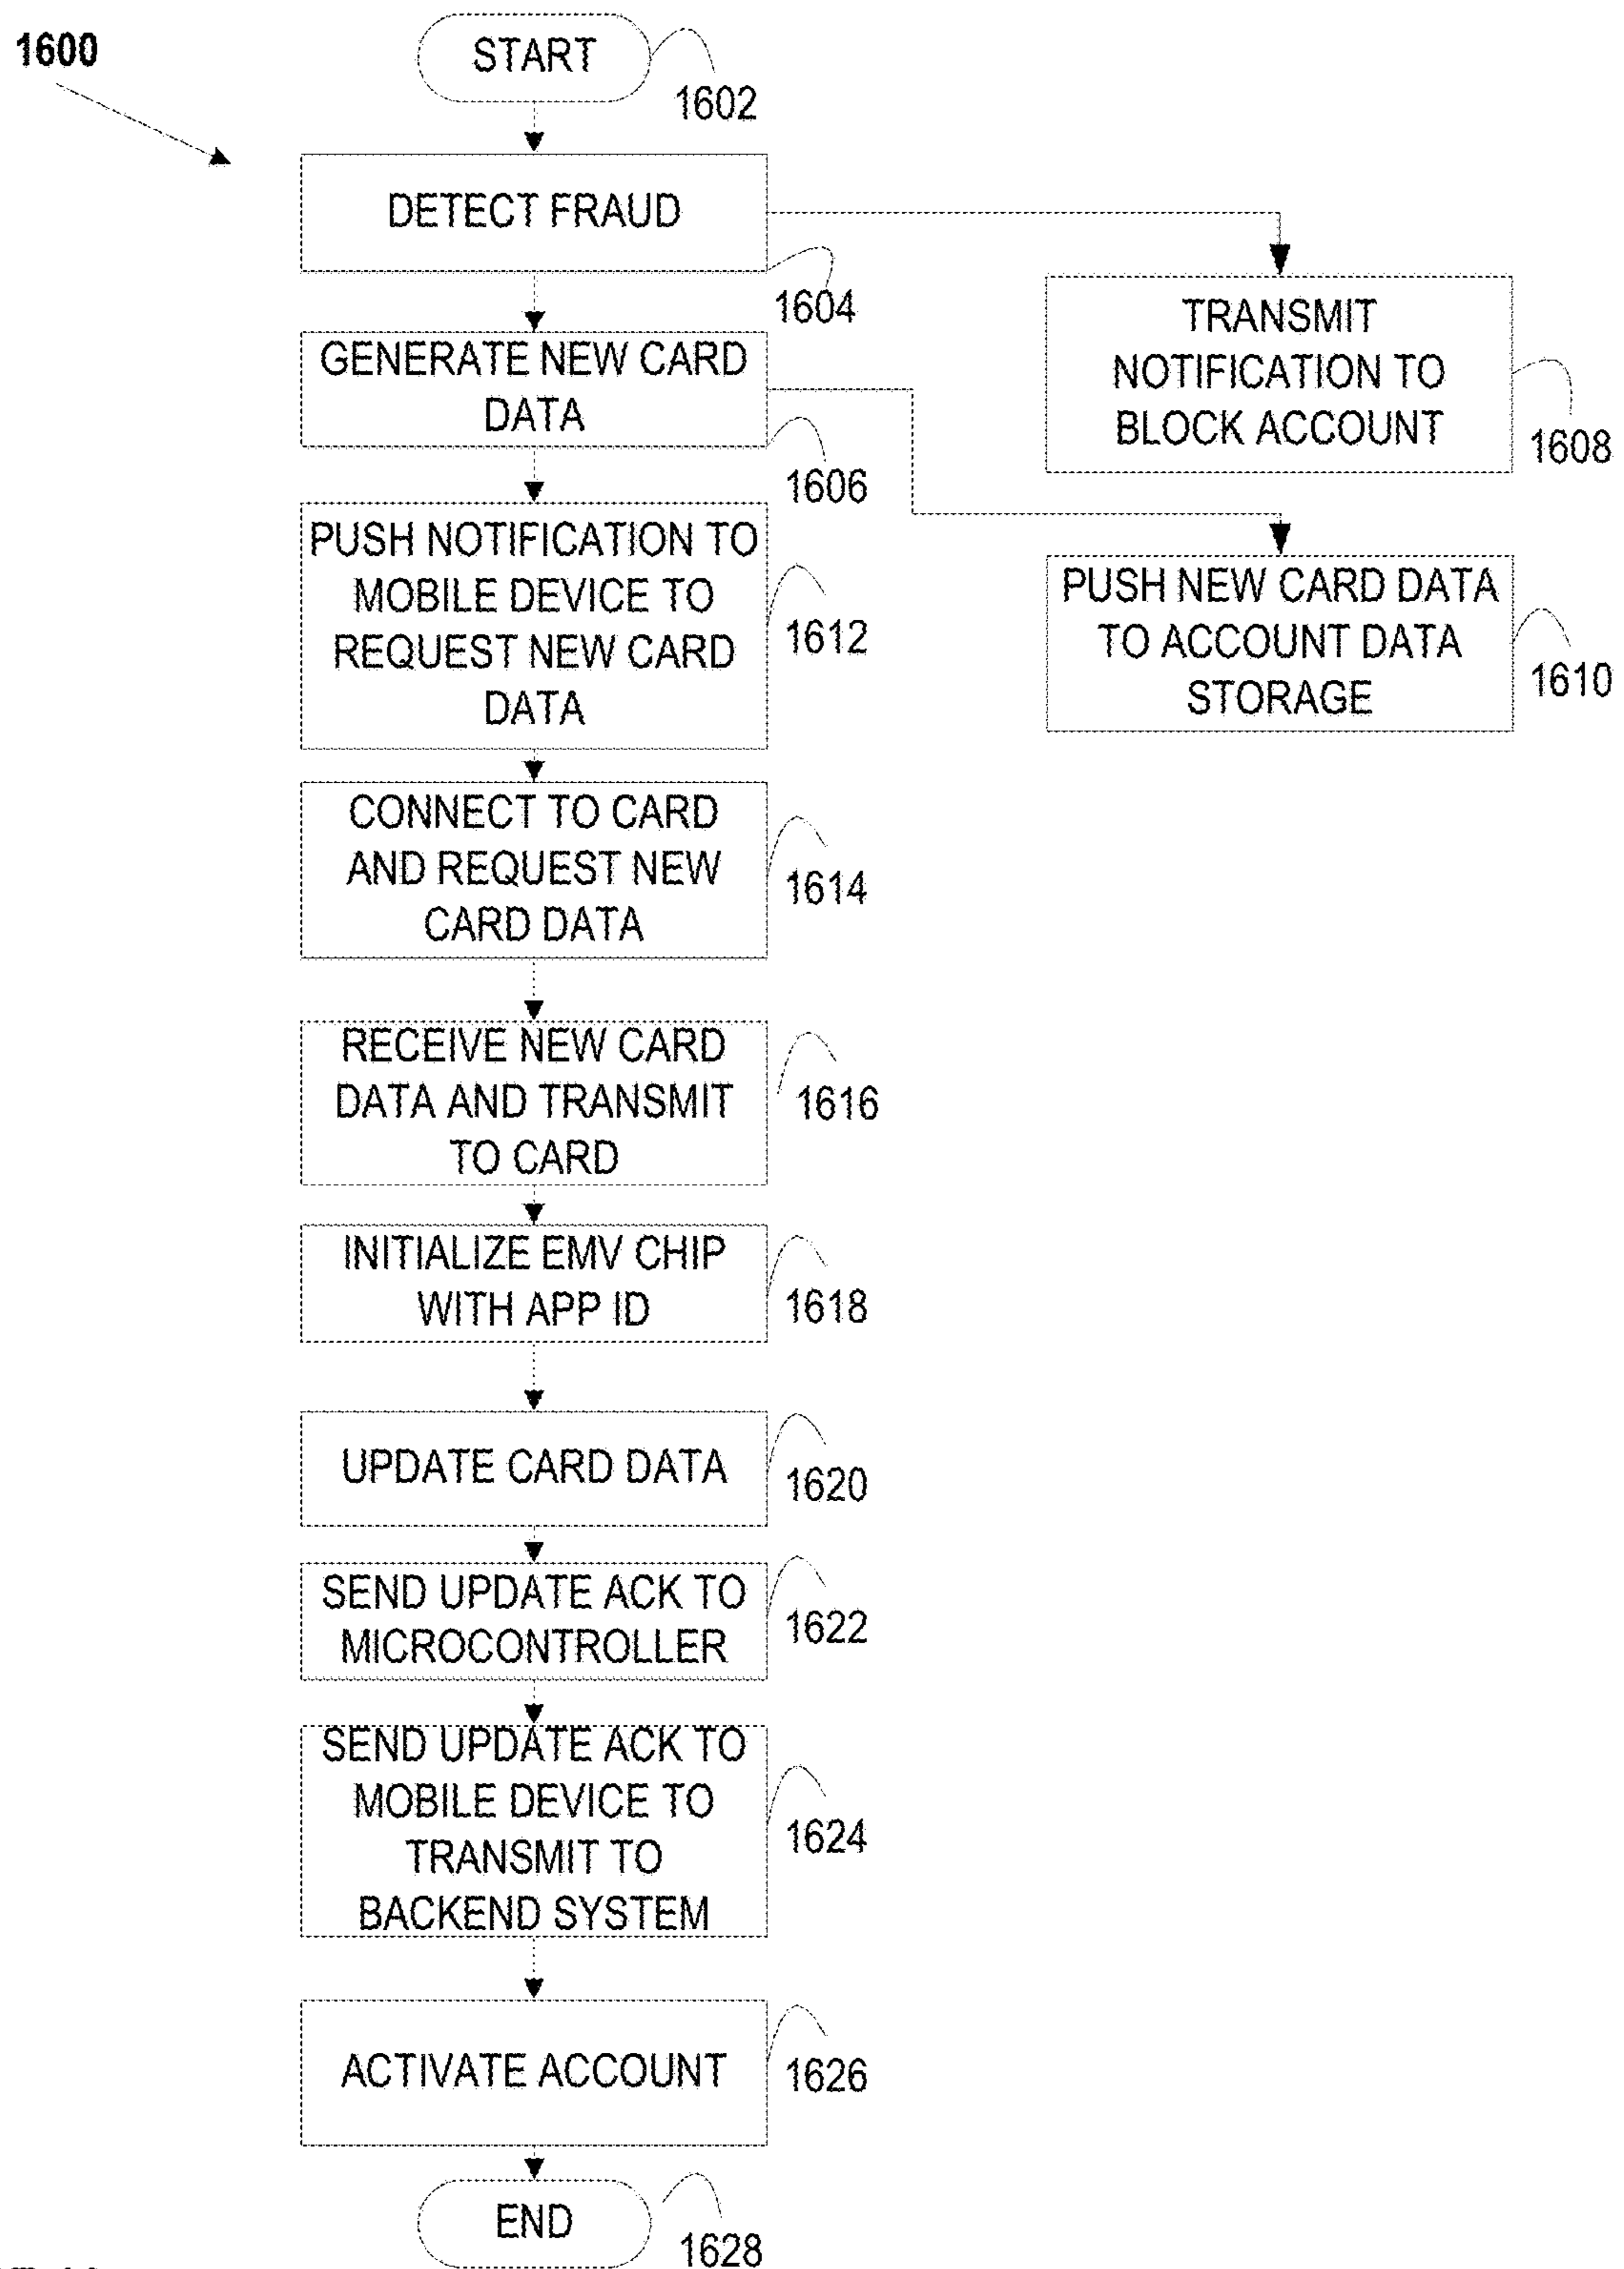 1600
START
1602
DETECT FRAUD
1604
TRANSMIT
NOTIFICATION TO
BLOCK ACCOUNT
1608
GENERATE NEW CARD
DATA
1606
PUSH NEW CARD DATA
TO ACCOUNT DATA
STORAGE
1610
PUSH NOTIFICATION TO
MOBILE DEVICE TO
REQUEST NEW CARD
DATA
1612
CONNECT TO CARD
AND REQUEST NEW
CARD DATA
1614
RECEIVE NEW CARD
DATA AND TRANSMIT
TO CARD
1616
INITIALIZE EMV CHIP
WITH APP ID
1618
UPDATE CARD DATA
1620
SEND UPDATE ACK TO
MICROCONTROLLER
1622
SEND UPDATE ACK TO
MOBILE DEVICE TO
TRANSMIT TO
BACKEND SYSTEM
1624
ACTIVATE ACCOUNT
1626
END
1628